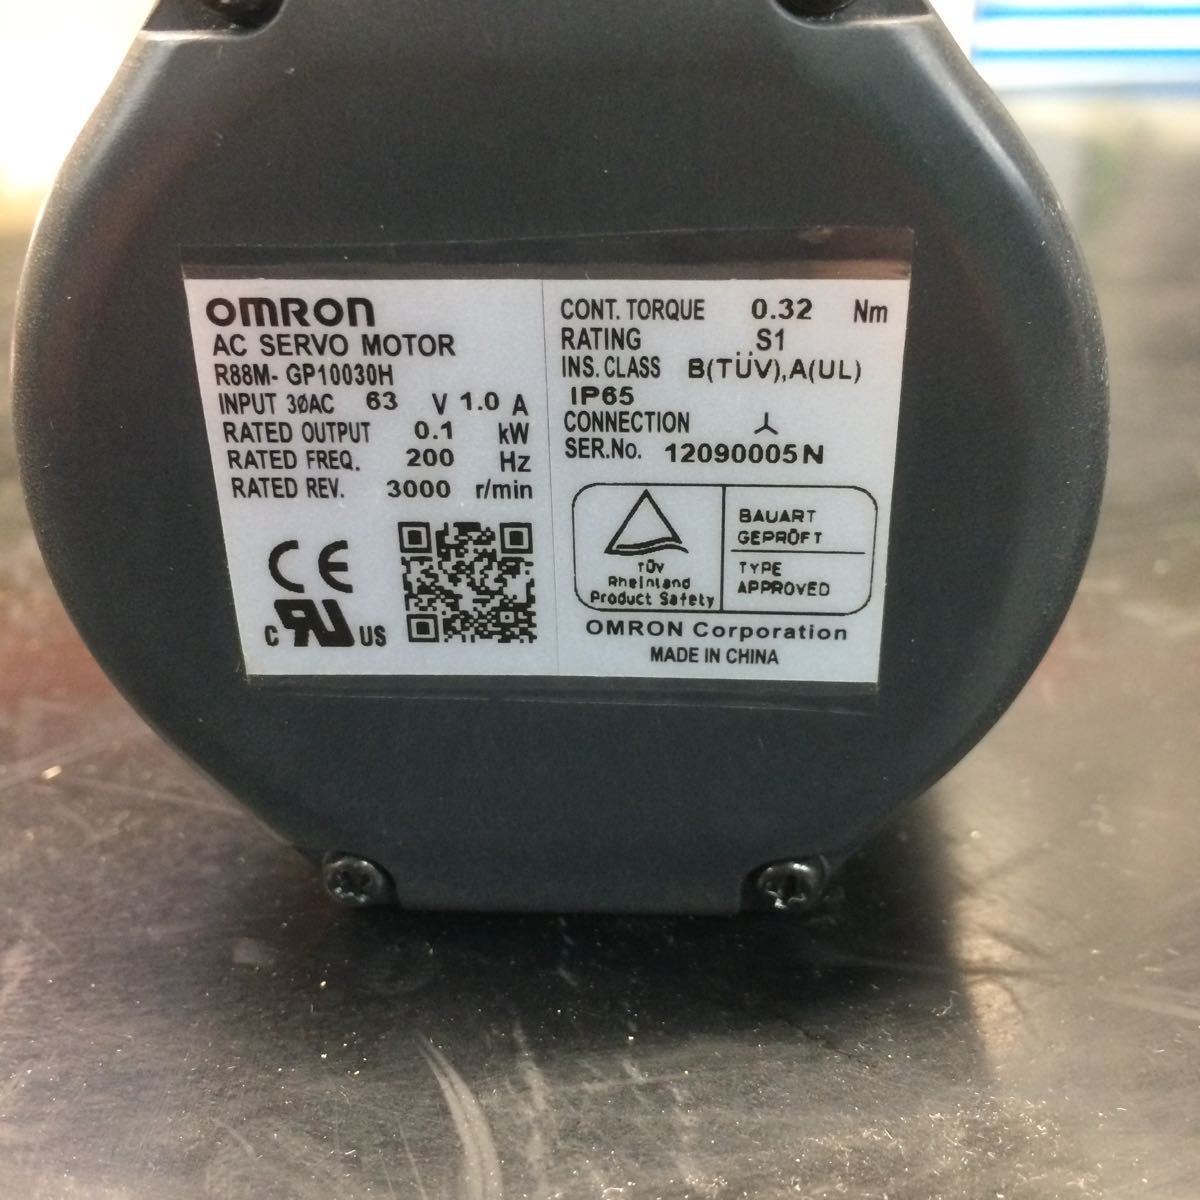 OMRON
AC SERVO MOTOR
R88M- GP10030H
INPUT 3ØAC 63 V 1.0 A
RATED OUTPUT 0.1 kW
RATED FREQ. 200 Hz
RATED REV. 3000 r/min
CE
C RU US
CONT. TORQUE 0.32 Nm
RATING S1
INS. CLASS B(TÜV),A(UL)
IP65
CONNECTION
SER.No. 12090005N
TÜV
Rheinland
Product Safety
BAUART
GEPRÜFT
TYPE
APPROVED
OMRON Corporation
MADE IN CHINA